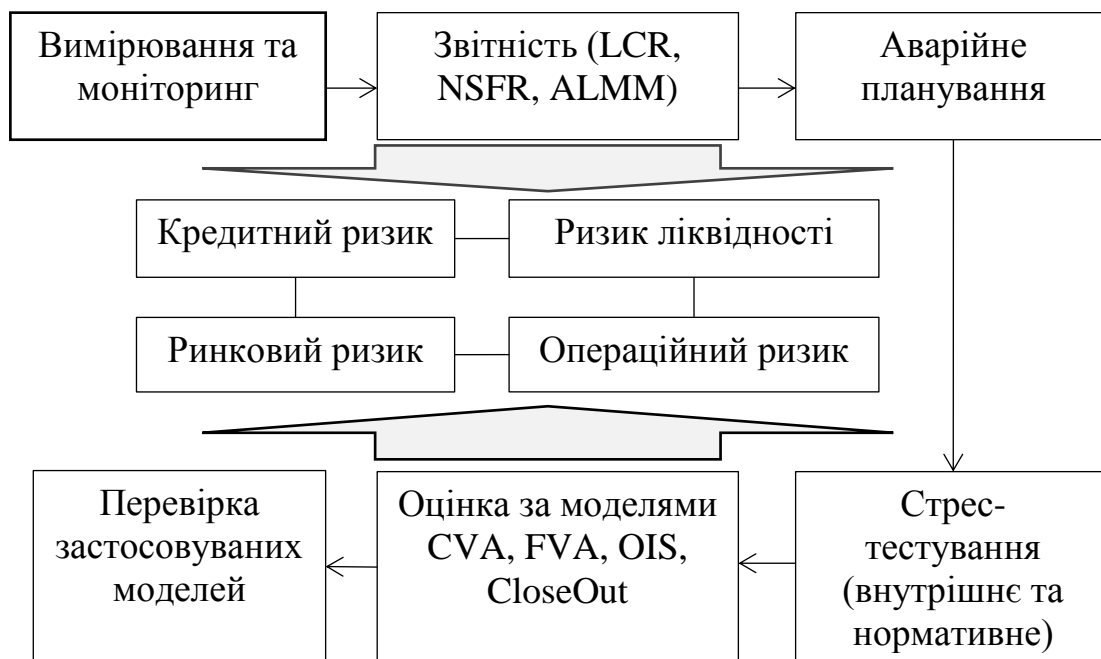 Вимірювання та
моніторинг
Звітність (LCR,
NSFR, ALMM)
Аварійне
планування
Кредитний ризик
Ризик ліквідності
Ринковий ризик
Операційний ризик
Перевірка
застосовуваних
моделей
Оцінка за моделями
CVA, FVA, OIS,
CloseOut
Стрес-
тестування
(внутрішнє та
нормативне)